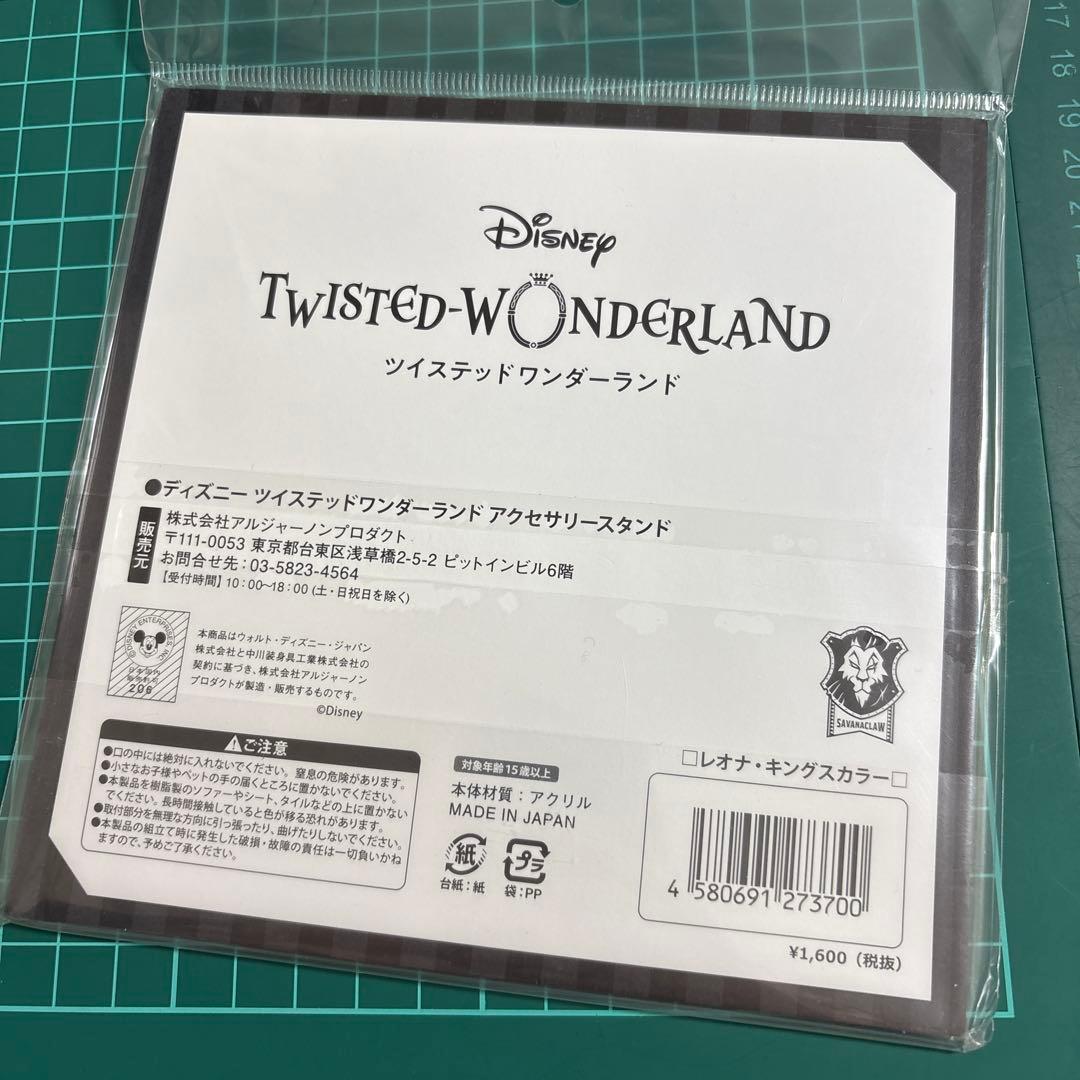 Disney
TWISTED-WONDERLAND
ツイステッドワンダーランド
●ディズニー ツイステッドワンダーランド アクセサリースタンド
販売元
株式会社アルジャーノンプロダクト
〒111-0053 東京都台東区浅草橋2-5-2 ピットインビル6階
お問合せ先：03-5823-4564
【受付時間】10：00～18：00 (土・日祝日を除く)
©DISNEY ENTERPRISES INC.
日本国内
販売許可
206
本商品はウォルト・ディズニー・ジャパン
株式会社と中川装身具工業株式会社の
契約に基づき、株式会社アルジャーノン
プロダクトが製造・販売するものです。
©Disney
SAVANACLAW
⚠ご注意
●口の中には絶対に入れないでください。窒息の危険があります。
●小さなお子様やペットの手の届くところに置かないでください。
●本製品を樹脂製のソファーやシート、タイルなどの上に置かない
でください。長時間接触していると色が移る恐れがあります。
●取付部分を無理な方向に引っ張ったり、曲げたりしないでください。
●本製品の組立て時に発生した破損・故障の責任は一切負いかね
ますので、予めご了承ください。
対象年齢15歳以上
本体材質：アクリル
MADE IN JAPAN
紙
台紙：紙
プラ
袋：PP
□レオナ・キングスカラー□
4 580691 273700
¥1,600（税抜）
17
18
19
20